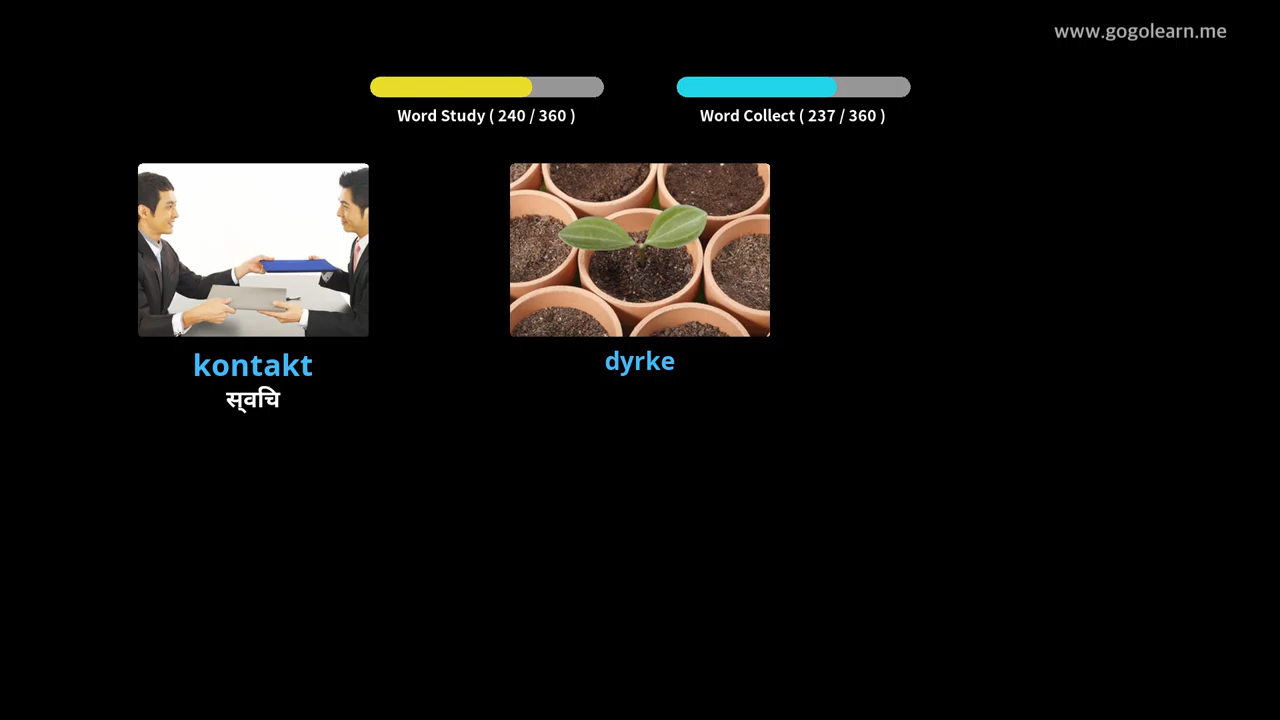 www.gogolearn.me
Word Study ( 240 / 360 )
Word Collect ( 237 / 360 )
kontakt
स्वचि
dyrke